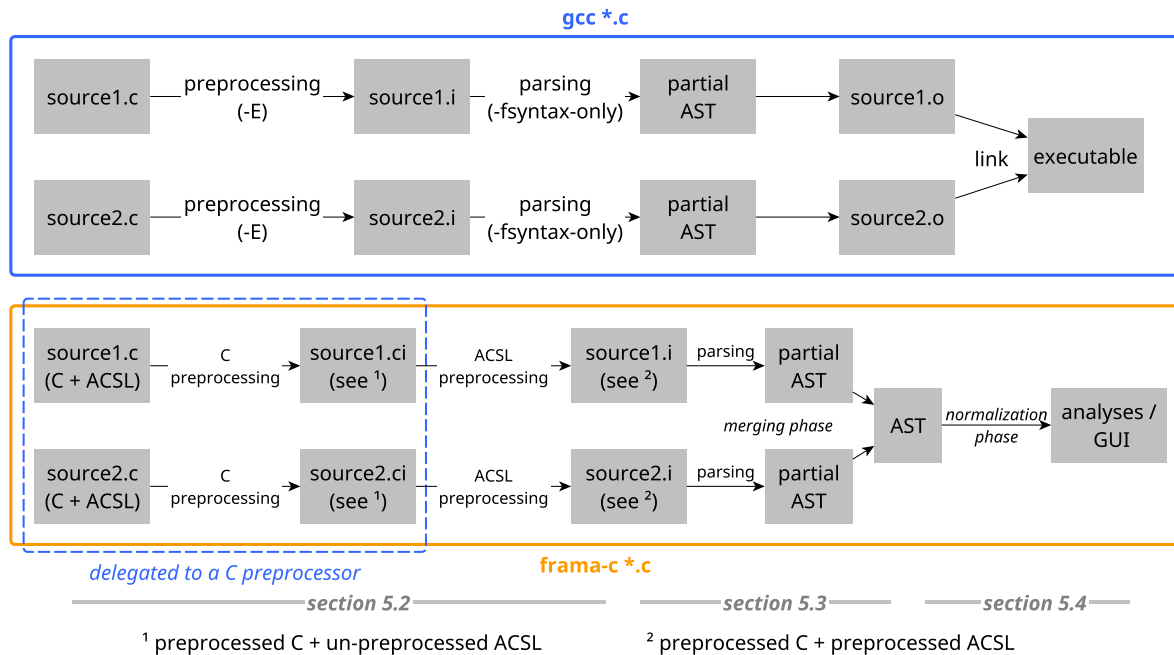 gcc *.c
source1.c
preprocessing
(-E)
source1.i
parsing
(-fsyntax-only)
partial
AST
source1.o
link
executable
source2.c
preprocessing
(-E)
source2.i
parsing
(-fsyntax-only)
partial
AST
source2.o
source1.c
(C + ACSL)
C
preprocessing
source1.ci
(see ¹)
ACSL
preprocessing
source1.i
(see ²)
parsing
partial
AST
merging phase
AST
normalization
phase
analyses /
GUI
source2.c
(C + ACSL)
C
preprocessing
source2.ci
(see ¹)
ACSL
preprocessing
source2.i
(see ²)
parsing
partial
AST
delegated to a C preprocessor
frama-c *.c
section 5.2
section 5.3
section 5.4
¹ preprocessed C + un-preprocessed ACSL
² preprocessed C + preprocessed ACSL